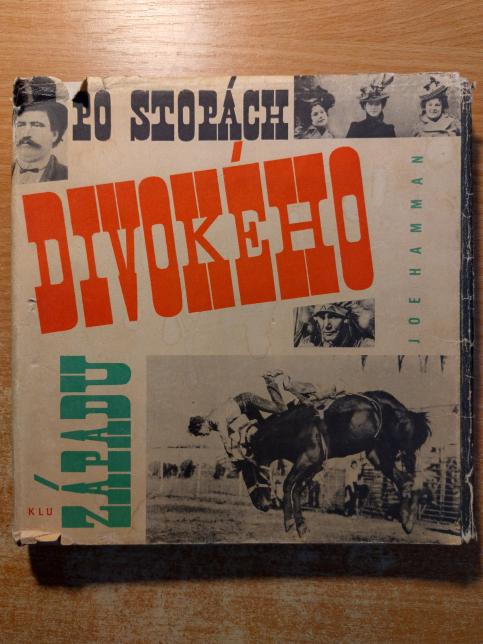 PO STOPÁCH
DIVOKÉHO
ZÁPADU
JOE HAMMAN
KLU